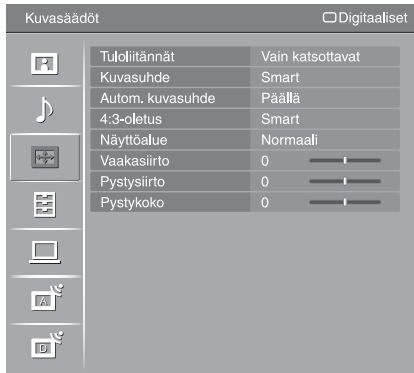 Kuvasäädöt Digitaaliset
Tuloliitännät Vain katsottavat
Kuvasuhde Smart
Autom. kuvasuhde Päällä
4:3-oletus Smart
Näyttöalue Normaali
Vaakasiirto 0
Pystysiirto 0
Pystykoko 0
A
D